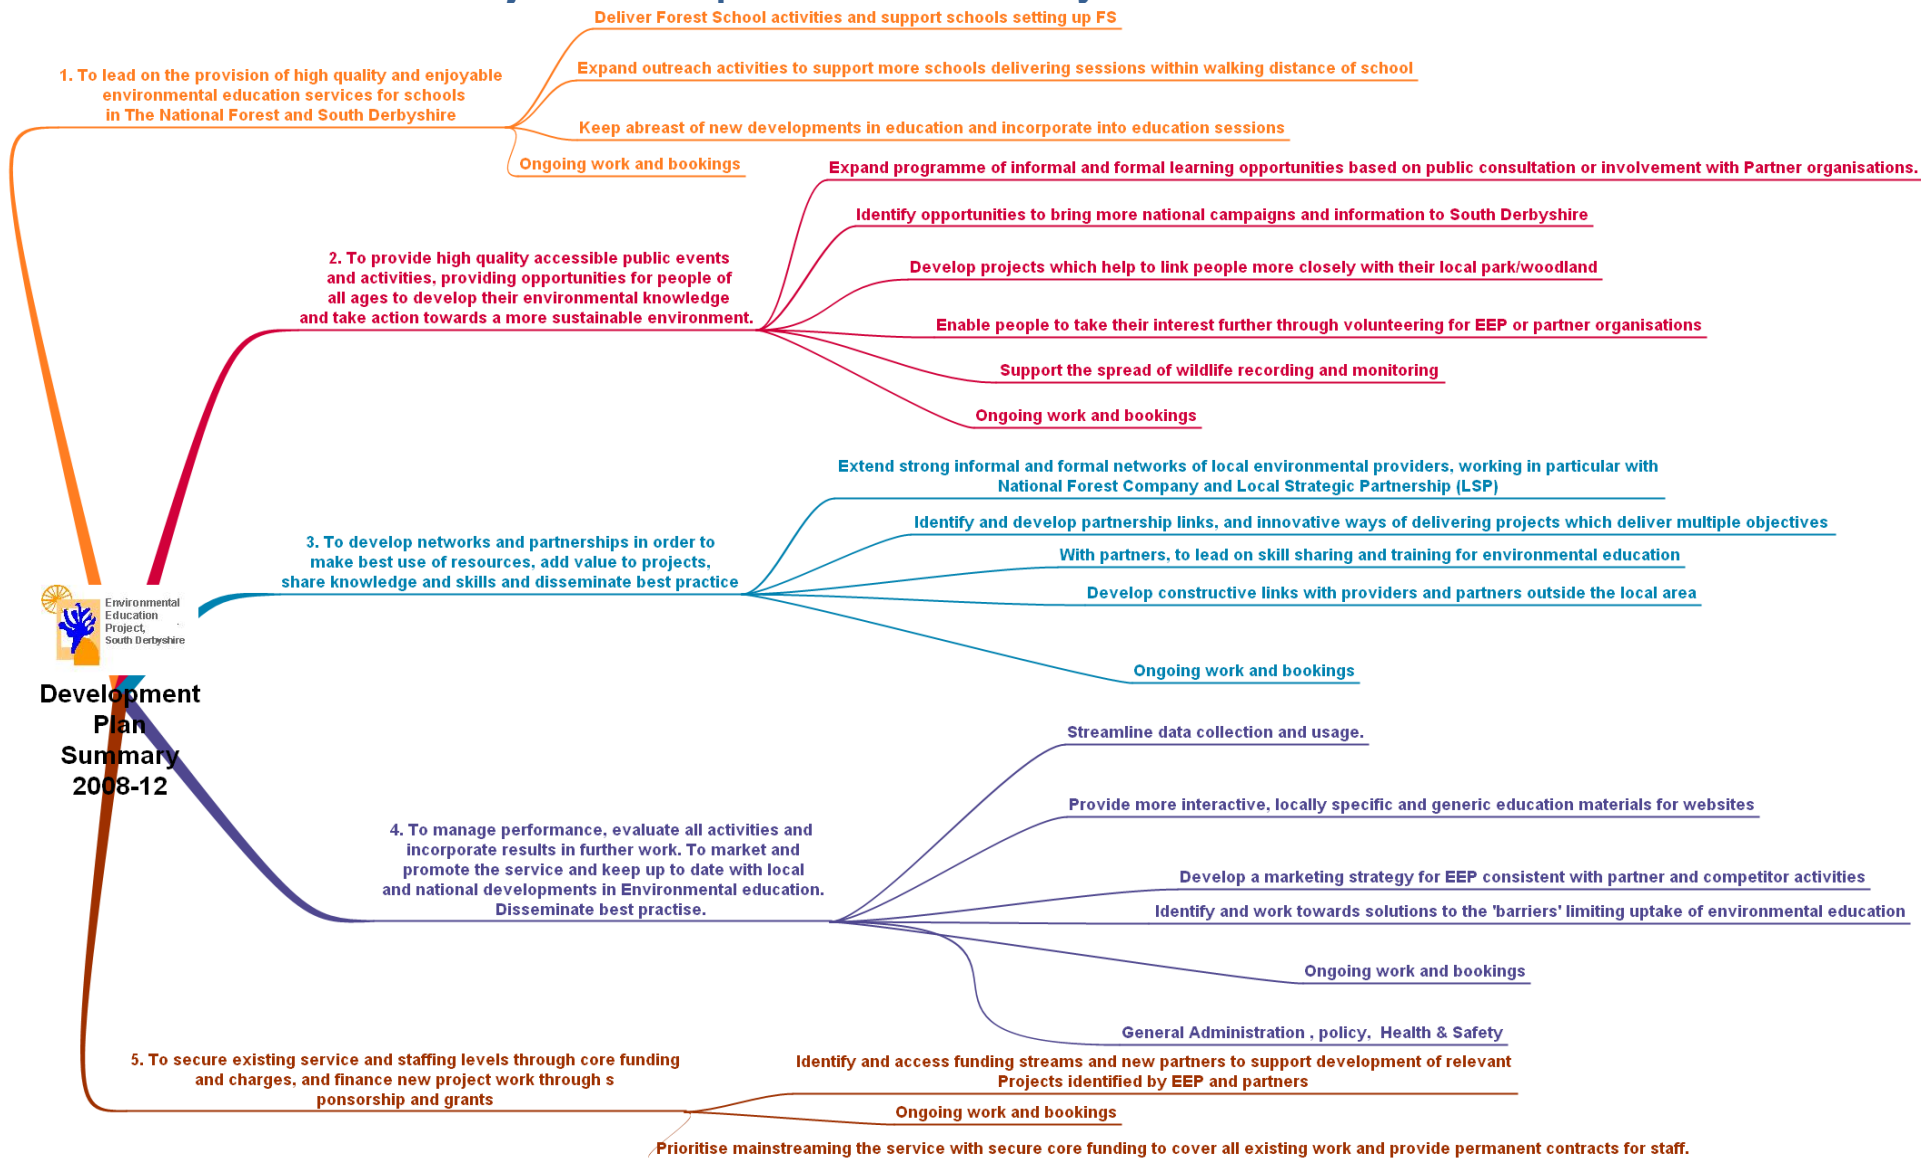 Deliver Forest School activities and support schools setting up FS
1. To lead on the provision of high quality and enjoyable
environmental education services for schools
in The National Forest and South Derbyshire
Expand outreach activities to support more schools delivering sessions within walking distance of school
Keep abreast of new developments in education and incorporate into education sessions
Ongoing work and bookings
2. To provide high quality accessible public events
and activities, providing opportunities for people of
all ages to develop their environmental knowledge
and take action towards a more sustainable environment.
Expand programme of informal and formal learning opportunities based on public consultation or involvement with Partner organisations.
Identify opportunities to bring more national campaigns and information to South Derbyshire
Develop projects which help to link people more closely with their local park/woodland
Enable people to take their interest further through volunteering for EEP or partner organisations
Support the spread of wildlife recording and monitoring
Ongoing work and bookings
3. To develop networks and partnerships in order to
make best use of resources, add value to projects,
share knowledge and skills and disseminate best practice
Extend strong informal and formal networks of local environmental providers, working in particular with
National Forest Company and Local Strategic Partnership (LSP)
Identify and develop partnership links, and innovative ways of delivering projects which deliver multiple objectives
With partners, to lead on skill sharing and training for environmental education
Develop constructive links with providers and partners outside the local area
Ongoing work and bookings
Environmental
Education
Project,
South Derbyshire
Development
Plan
Summary
2008-12
4. To manage performance, evaluate all activities and
incorporate results in further work. To market and
promote the service and keep up to date with local
and national developments in Environmental education.
Disseminate best practise.
Streamline data collection and usage.
Provide more interactive, locally specific and generic education materials for websites
Develop a marketing strategy for EEP consistent with partner and competitor activities
Identify and work towards solutions to the 'barriers' limiting uptake of environmental education
Ongoing work and bookings
General Administration , policy,  Health & Safety
5. To secure existing service and staffing levels through core funding
and charges, and finance new project work through s
ponsorship and grants
Identify and access funding streams and new partners to support development of relevant
Projects identified by EEP and partners
Ongoing work and bookings
Prioritise mainstreaming the service with secure core funding to cover all existing work and provide permanent contracts for staff.